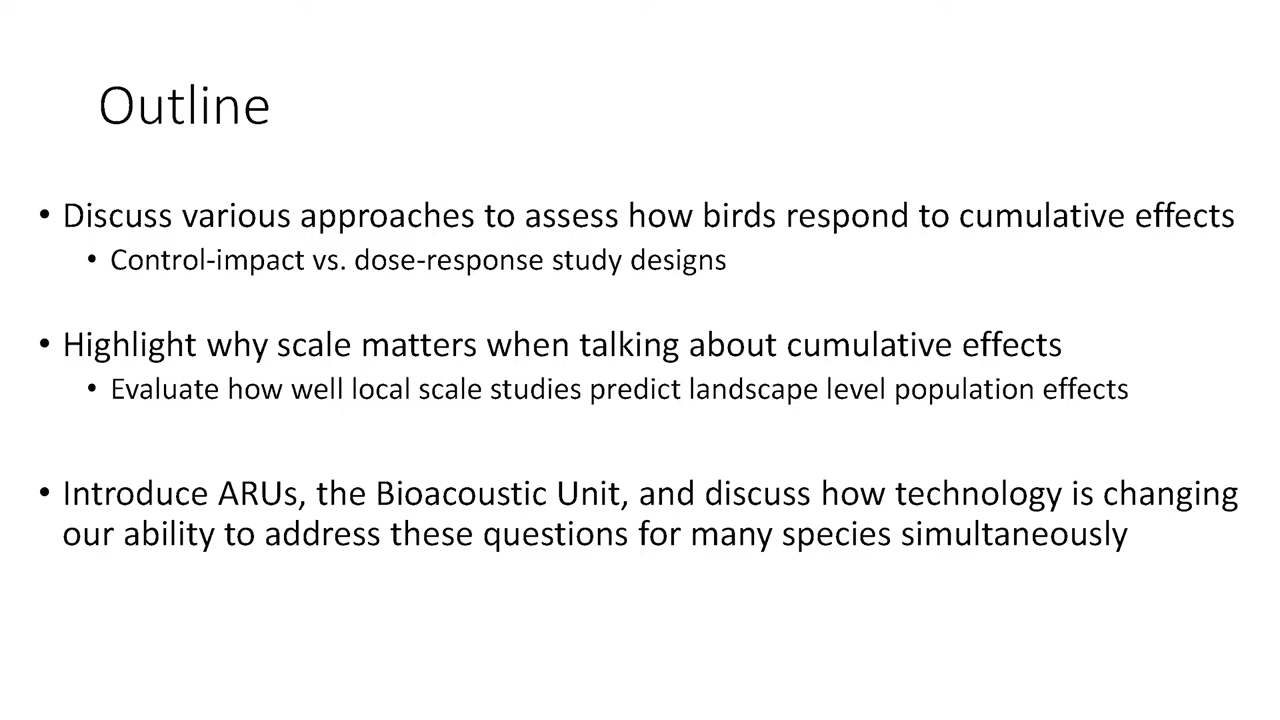 Outline
• Discuss various approaches to assess how birds respond to cumulative effects
• Control-impact vs. dose-response study designs
• Highlight why scale matters when talking about cumulative effects
• Evaluate how well local scale studies predict landscape level population effects
• Introduce ARUs, the Bioacoustic Unit, and discuss how technology is changing
our ability to address these questions for many species simultaneously